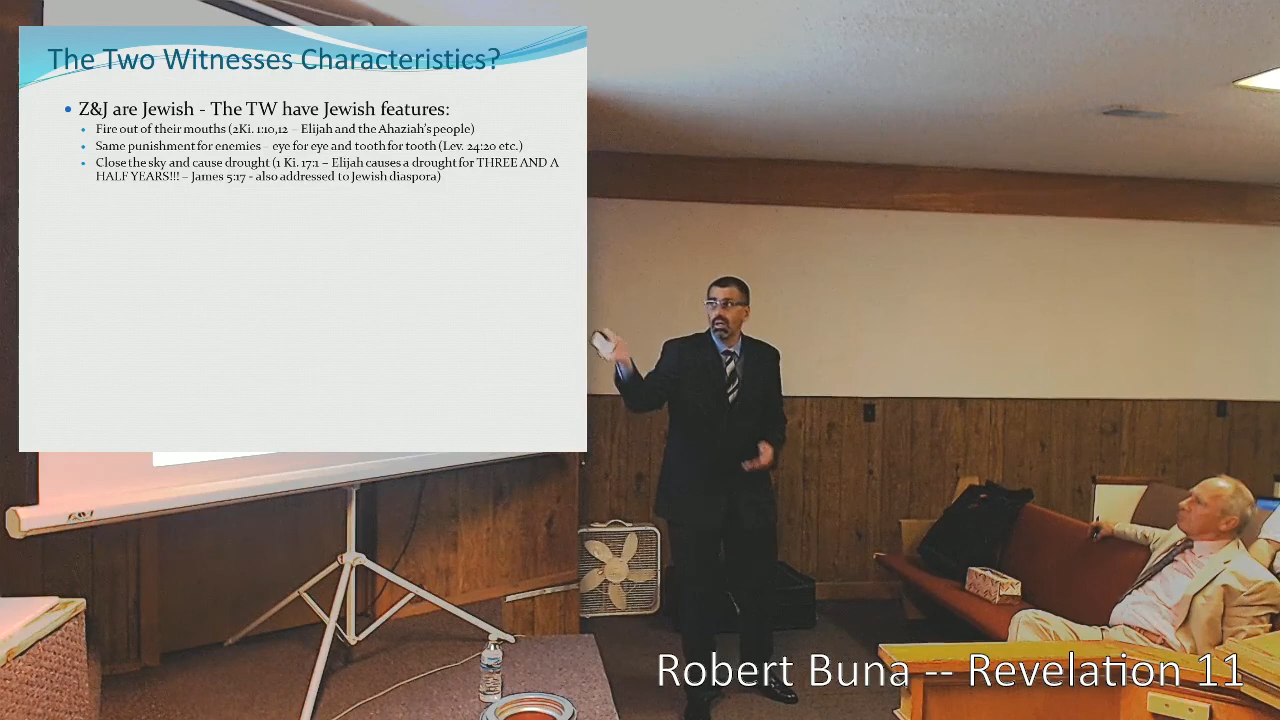 The Two Witnesses Characteristics?
• Z&J are Jewish - The TW have Jewish features:
• Fire out of their mouths (2Ki. 1:10,12 – Elijah and the Ahaziah's people)
• Same punishment for enemies – eye for eye and tooth for tooth (Lev. 24:20 etc.)
• Close the sky and cause drought (1 Ki. 17:1 – Elijah causes a drought for THREE AND A
HALF YEARS!!! – James 5:17 - also addressed to Jewish diaspora)
Robert Buna -- Revelation 11